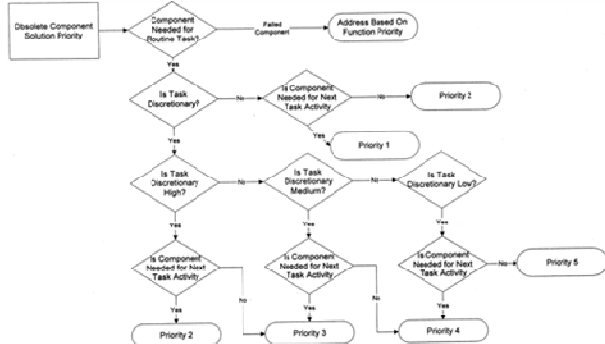 Obsolete Component
Solution Priority
Component
Needed for
Routine Task?
Failed
Component
Address Based On
Function Priority
Yes
Is Task
Discretionary?
No
Is Component
Needed for Next
Task Activity
No
Priority 2
Yes
Yes
Priority 1
Is Task
Discretionary
High?
No
Is Task
Discretionary
Medium?
No
Is Task
Discretionary Low?
Yes
Yes
Yes
Is Component
Needed for Next
Task Activity
Is Component
Needed for Next
Task Activity
Is Component
Needed for Next
Task Activity
No
Priority 5
No
No
Yes
Yes
Yes
Priority 2
Priority 3
Priority 4